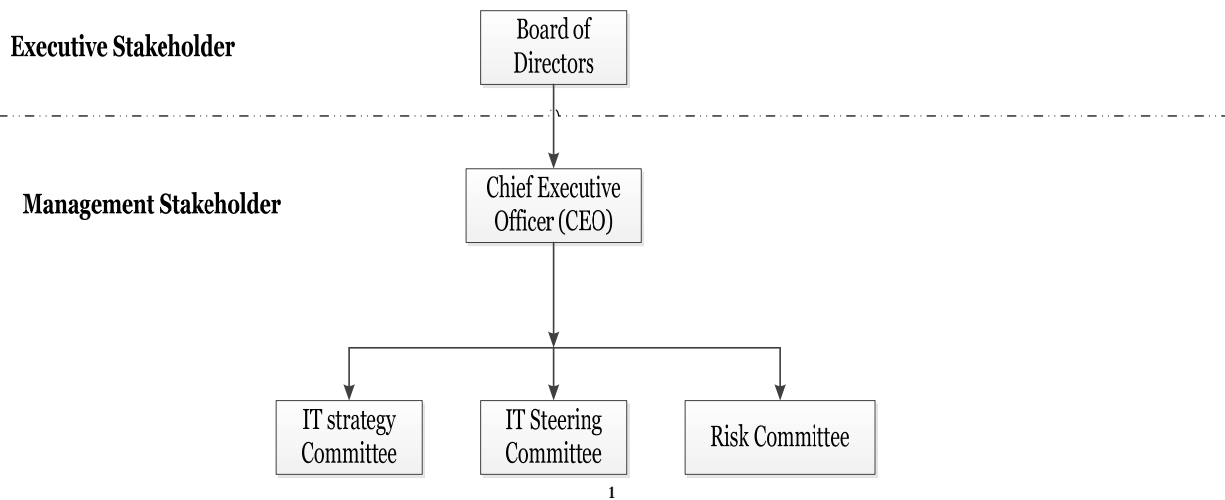 Executive Stakeholder
Board of
Directors
Management Stakeholder
Chief Executive
Officer (CEO)
IT strategy
Committee
IT Steering
Committee
Risk Committee
1